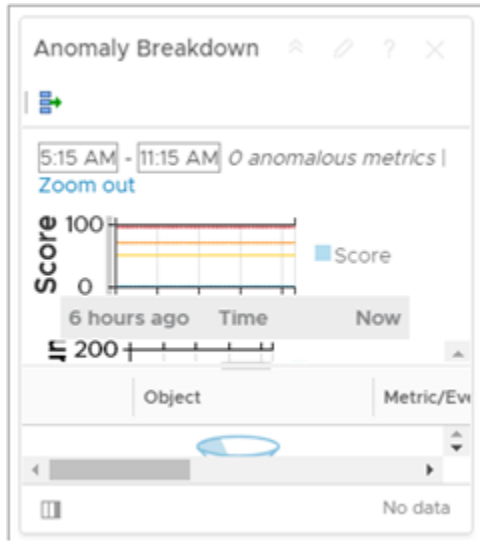 Anomaly Breakdown ?
5:15 AM - 11:15 AM 0 anomalous metrics |
Zoom out
Score
100
0
Score
6 hours ago Time Now
200
Object Metric/Eve
No data